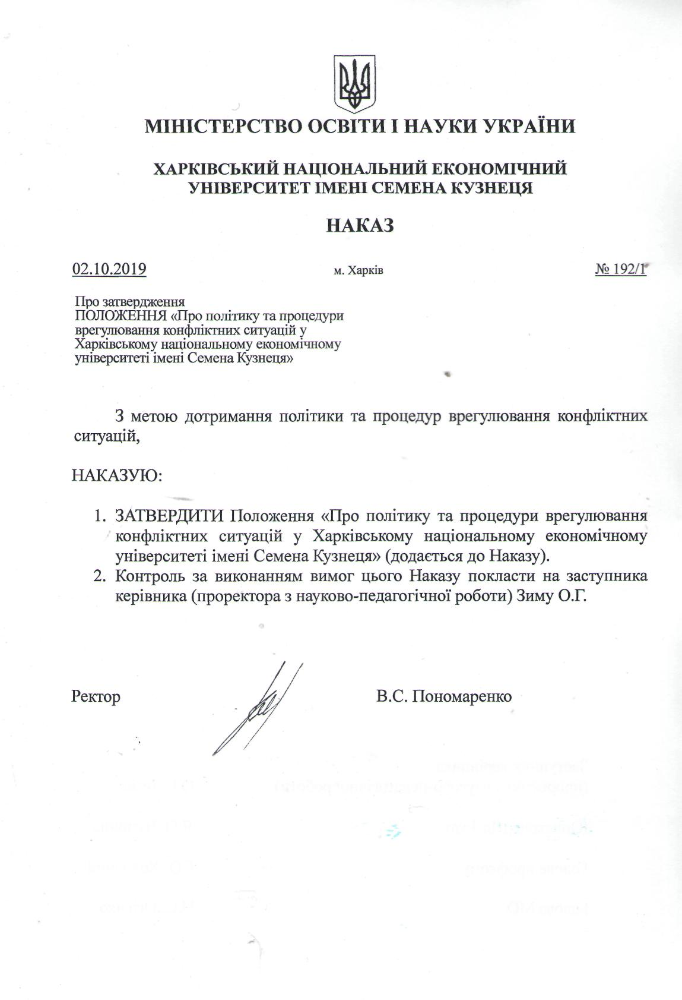 МІНІСТЕРСТВО ОСВІТИ І НАУКИ УКРАЇНИ
ХАРКІВСЬКИЙ НАЦІОНАЛЬНИЙ ЕКОНОМІЧНИЙ
УНІВЕРСИТЕТ ІМЕНІ СЕМЕНА КУЗНЕЦЯ
НАКАЗ
02.10.2019 м. Харків № 192/1
Про затвердження
ПОЛОЖЕННЯ «Про політику та процедури
врегулювання конфліктних ситуацій у
Харківському національному економічному
університеті імені Семена Кузнеця»
З метою дотримання політики та процедур врегулювання конфліктних
ситуацій,
НАКАЗУЮ:
1. ЗАТВЕРДИТИ Положення «Про політику та процедури врегулювання
конфліктних ситуацій у Харківському національному економічному
університеті імені Семена Кузнеця» (додається до Наказу).
2. Контроль за виконанням вимог цього Наказу покласти на заступника
керівника (проректора з науково-педагогічної роботи) Зиму О.Г.
Ректор В.С. Пономаренко